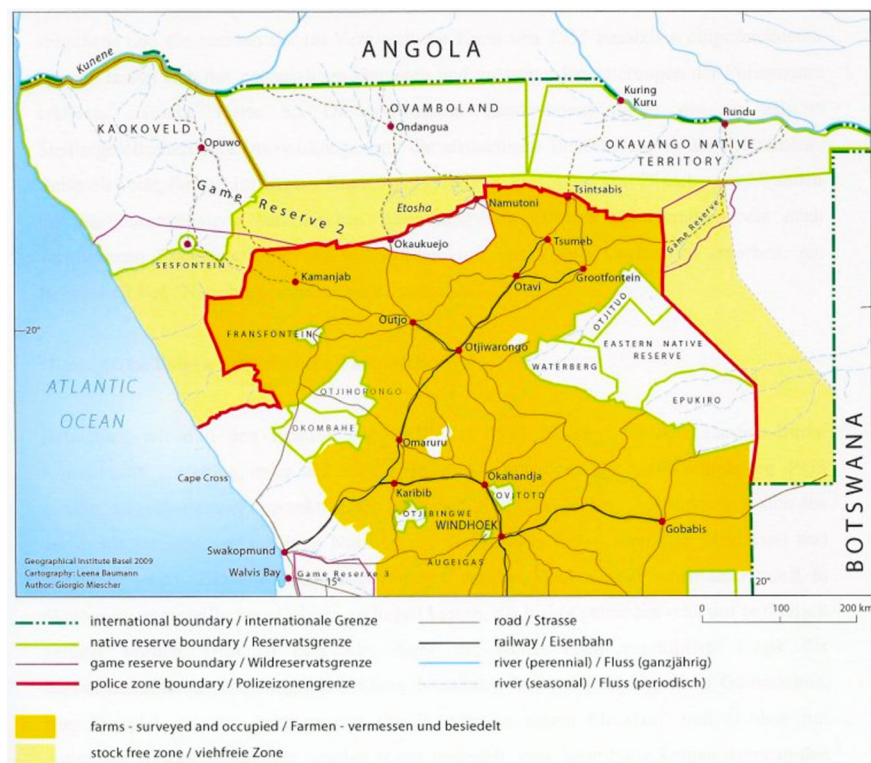 ANGOLA
Kunene
Kuring
Kuru
OVAMBOLAND
Rundu
KAOKOVELD
Ondangua
Opuwo
OKAVANGO NATIVE
TERRITORY
Game Reserve 2
Etosha
Namutoni
Tsintsabis
Game Reserve 1
Okaukuejo
Tsumeb
SESFONTEIN
Kamanjab
Otavi
Grootfontein
OTJITUO
Outjo
-20°
FRANSFONTEIN
Otjiwarongo
EASTERN NATIVE
RESERVE
WATERBERG
ATLANTIC
OCEAN
OTJIHORONGO
EPUKIRO
OKOMBAHE
Omaruru
BOTSWANA
Cape Cross
Okahandja
Karibib
OVITOTO
OTJIBINGWE
WINDHOEK
Gobabis
Swakopmund
AUGEIGAS
Geographical Institute Basel 2009
Cartography: Leena Baumann
Author: Giorgio Miescher
Walvis Bay
Game Reserve 3
15°
20°
0 100 200 km
international boundary / internationale Grenze
native reserve boundary / Reservatsgrenze
game reserve boundary / Wildreservatsgrenze
police zone boundary / Polizeizonengrenze
road / Strasse
railway / Eisenbahn
river (perennial) / Fluss (ganzjährig)
river (seasonal) / Fluss (periodisch)
farms - surveyed and occupied / Farmen - vermessen und besiedelt
stock free zone / viehfreie Zone